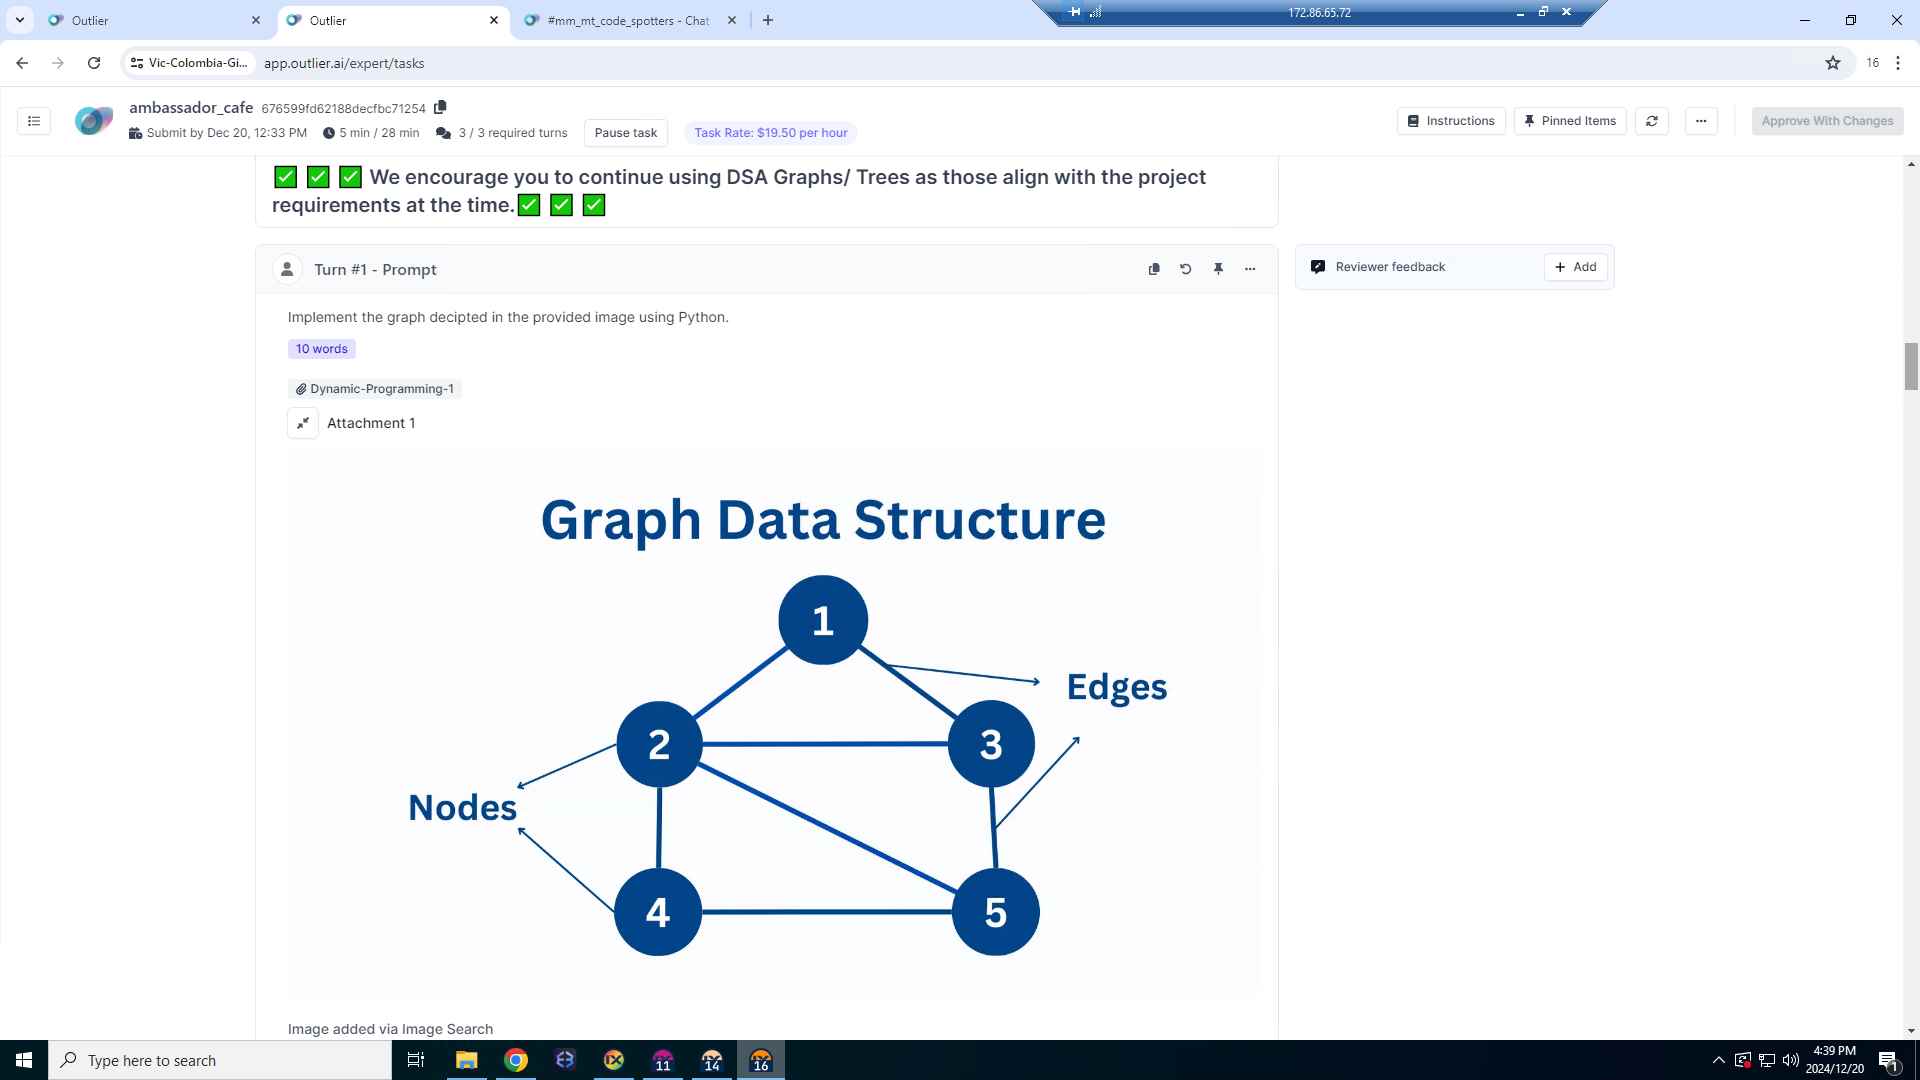 Outlier
Outlier
#mm_mt_code_spotters - Chat
172.86.65.72
Vic-Colombia-Gi...
app.outlier.ai/expert/tasks
16
ambassador_cafe 676599fd62188decfbc71254
Submit by Dec 20, 12:33 PM 5 min / 28 min 3 / 3 required turns
Pause task
Task Rate: $19.50 per hour
Instructions
Pinned Items
Approve With Changes
We encourage you to continue using DSA Graphs/ Trees as those align with the project
requirements at the time.
Turn #1 - Prompt
Reviewer feedback
+ Add
Implement the graph decipted in the provided image using Python.
10 words
Dynamic-Programming-1
Attachment 1
Graph Data Structure
1
Edges
2
3
Nodes
4
5
Image added via Image Search
Type here to search
11
14
16
4:39 PM
2024/12/20
1